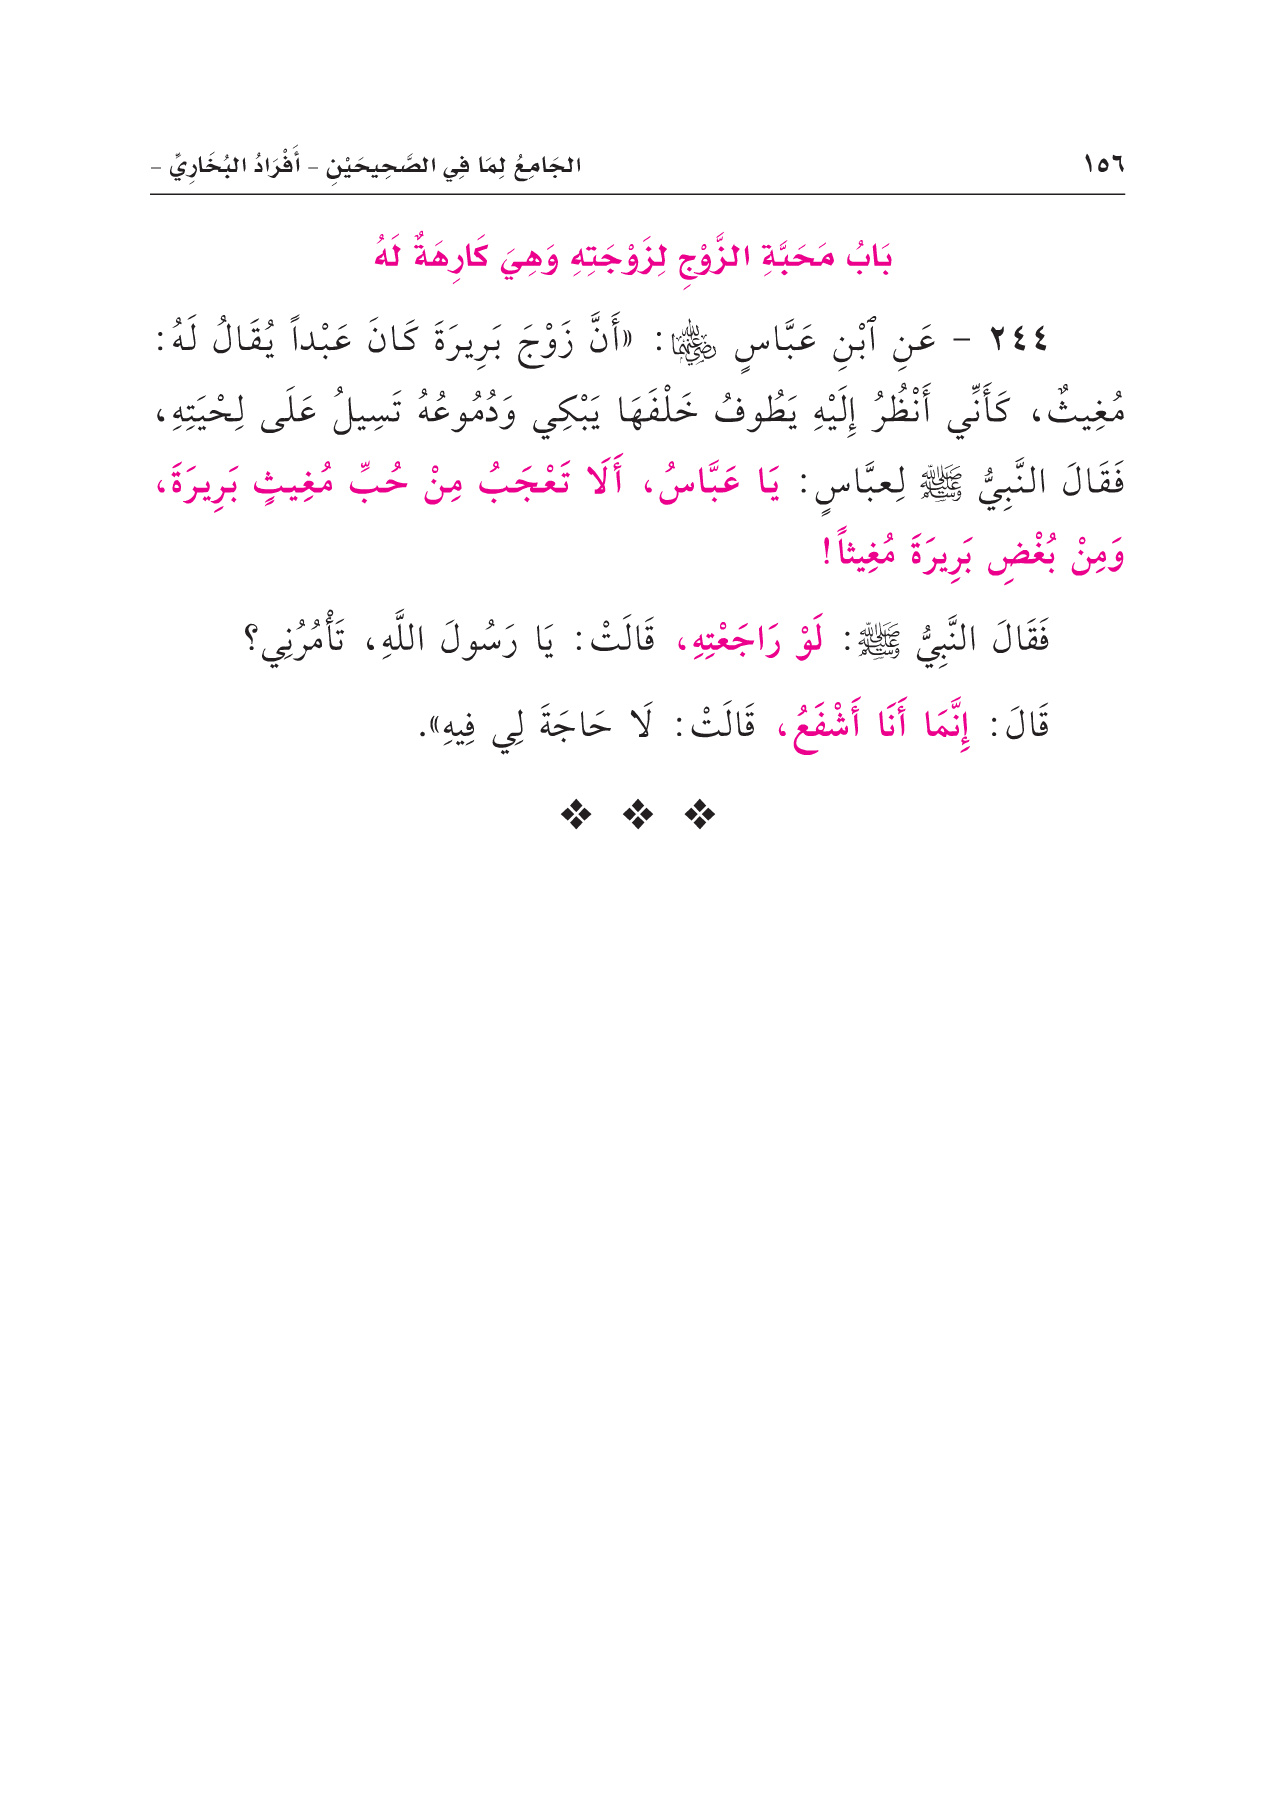 ١٥٦ الجَامِعُ لِمَا فِي الصَّحِيحَيْنِ - أَفْرَادُ البُخَارِيِّ -
بَابُ مَحَبَّةِ الزَّوْجِ لِزَوْجَتِهِ وَهِيَ كَارِهَةٌ لَهُ
٢٤٤ - عَنِ ٱبْنِ عَبَّاسٍ رضي الله عنهما: «أَنَّ زَوْجَ بَرِيرَةَ كَانَ عَبْداً يُقَالُ لَهُ:
مُغِيثٌ، كَأَنِّي أَنْظُرُ إِلَيْهِ يَطُوفُ خَلْفَهَا يَبْكِي وَدُمُوعُهُ تَسِيلُ عَلَى لِحْيَتِهِ،
فَقَالَ النَّبِيُّ ﷺ لِعبَّاسٍ: يَا عَبَّاسُ، أَلَا تَعْجَبُ مِنْ حُبِّ مُغِيثٍ بَرِيرَةَ،
وَمِنْ بُغْضِ بَرِيرَةَ مُغِيثاً!
فَقَالَ النَّبِيُّ ﷺ: لَوْ رَاجَعْتِهِ، قَالَتْ: يَا رَسُولَ اللَّهِ، تَأْمُرُنِي؟
قَالَ: إِنَّمَا أَنَا أَشْفَعُ، قَالَتْ: لَا حَاجَةَ لِي فِيهِ».